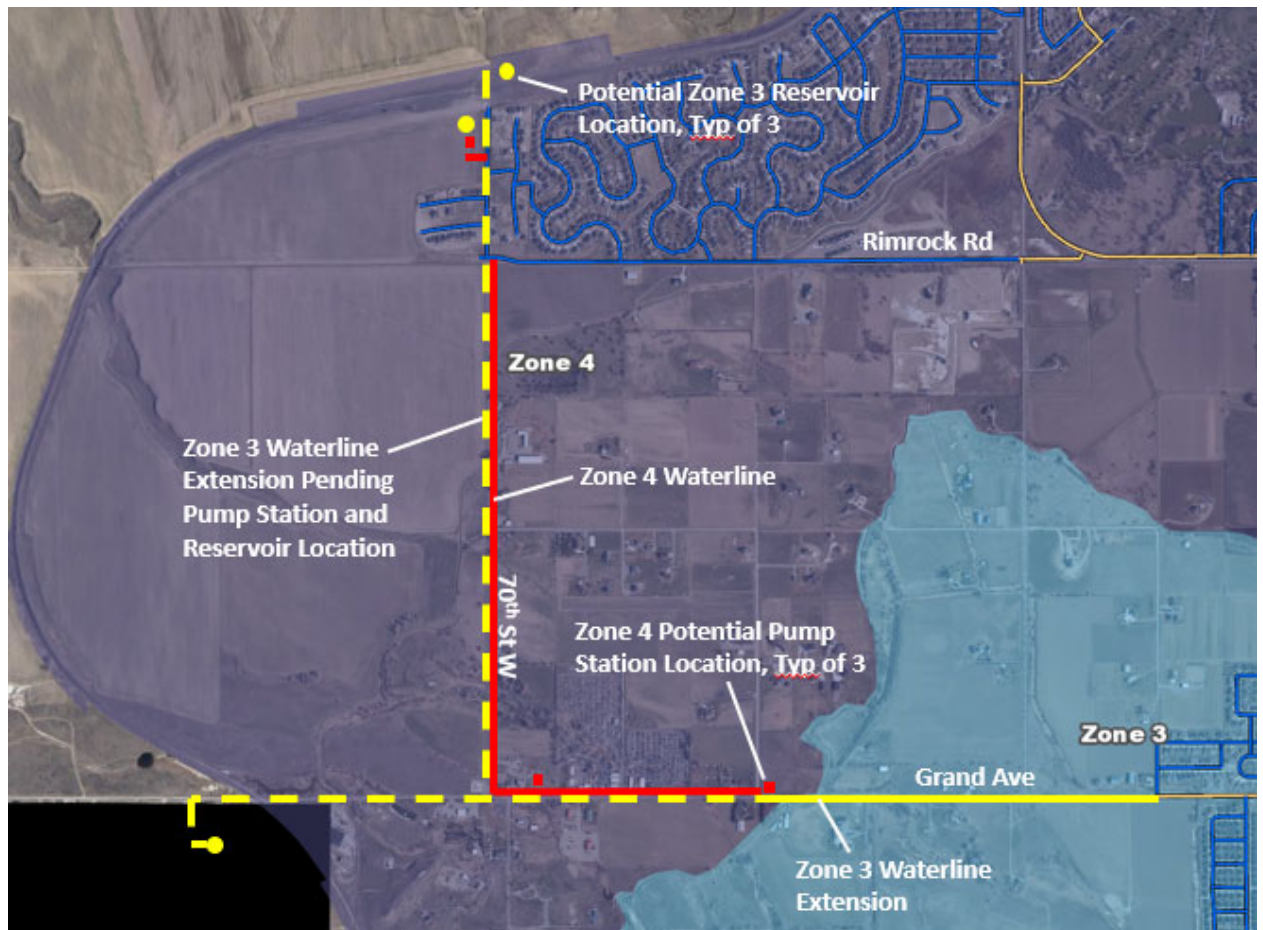 Potential Zone 3 Reservoir
Location, Typ of 3
Rimrock Rd
Zone 4
Zone 3 Waterline
Extension Pending
Pump Station and
Reservoir Location
Zone 4 Waterline
70th St W
Zone 4 Potential Pump
Station Location, Typ of 3
Zone 3
Grand Ave
Zone 3 Waterline
Extension